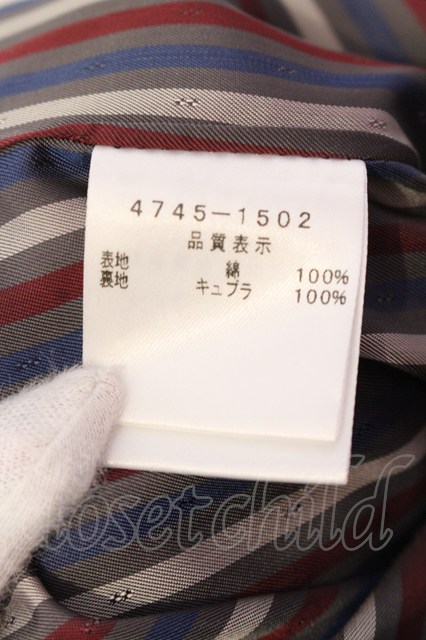 4745-1502
品質表示
表地 綿 100%
裏地 キュプラ 100%
closetchild